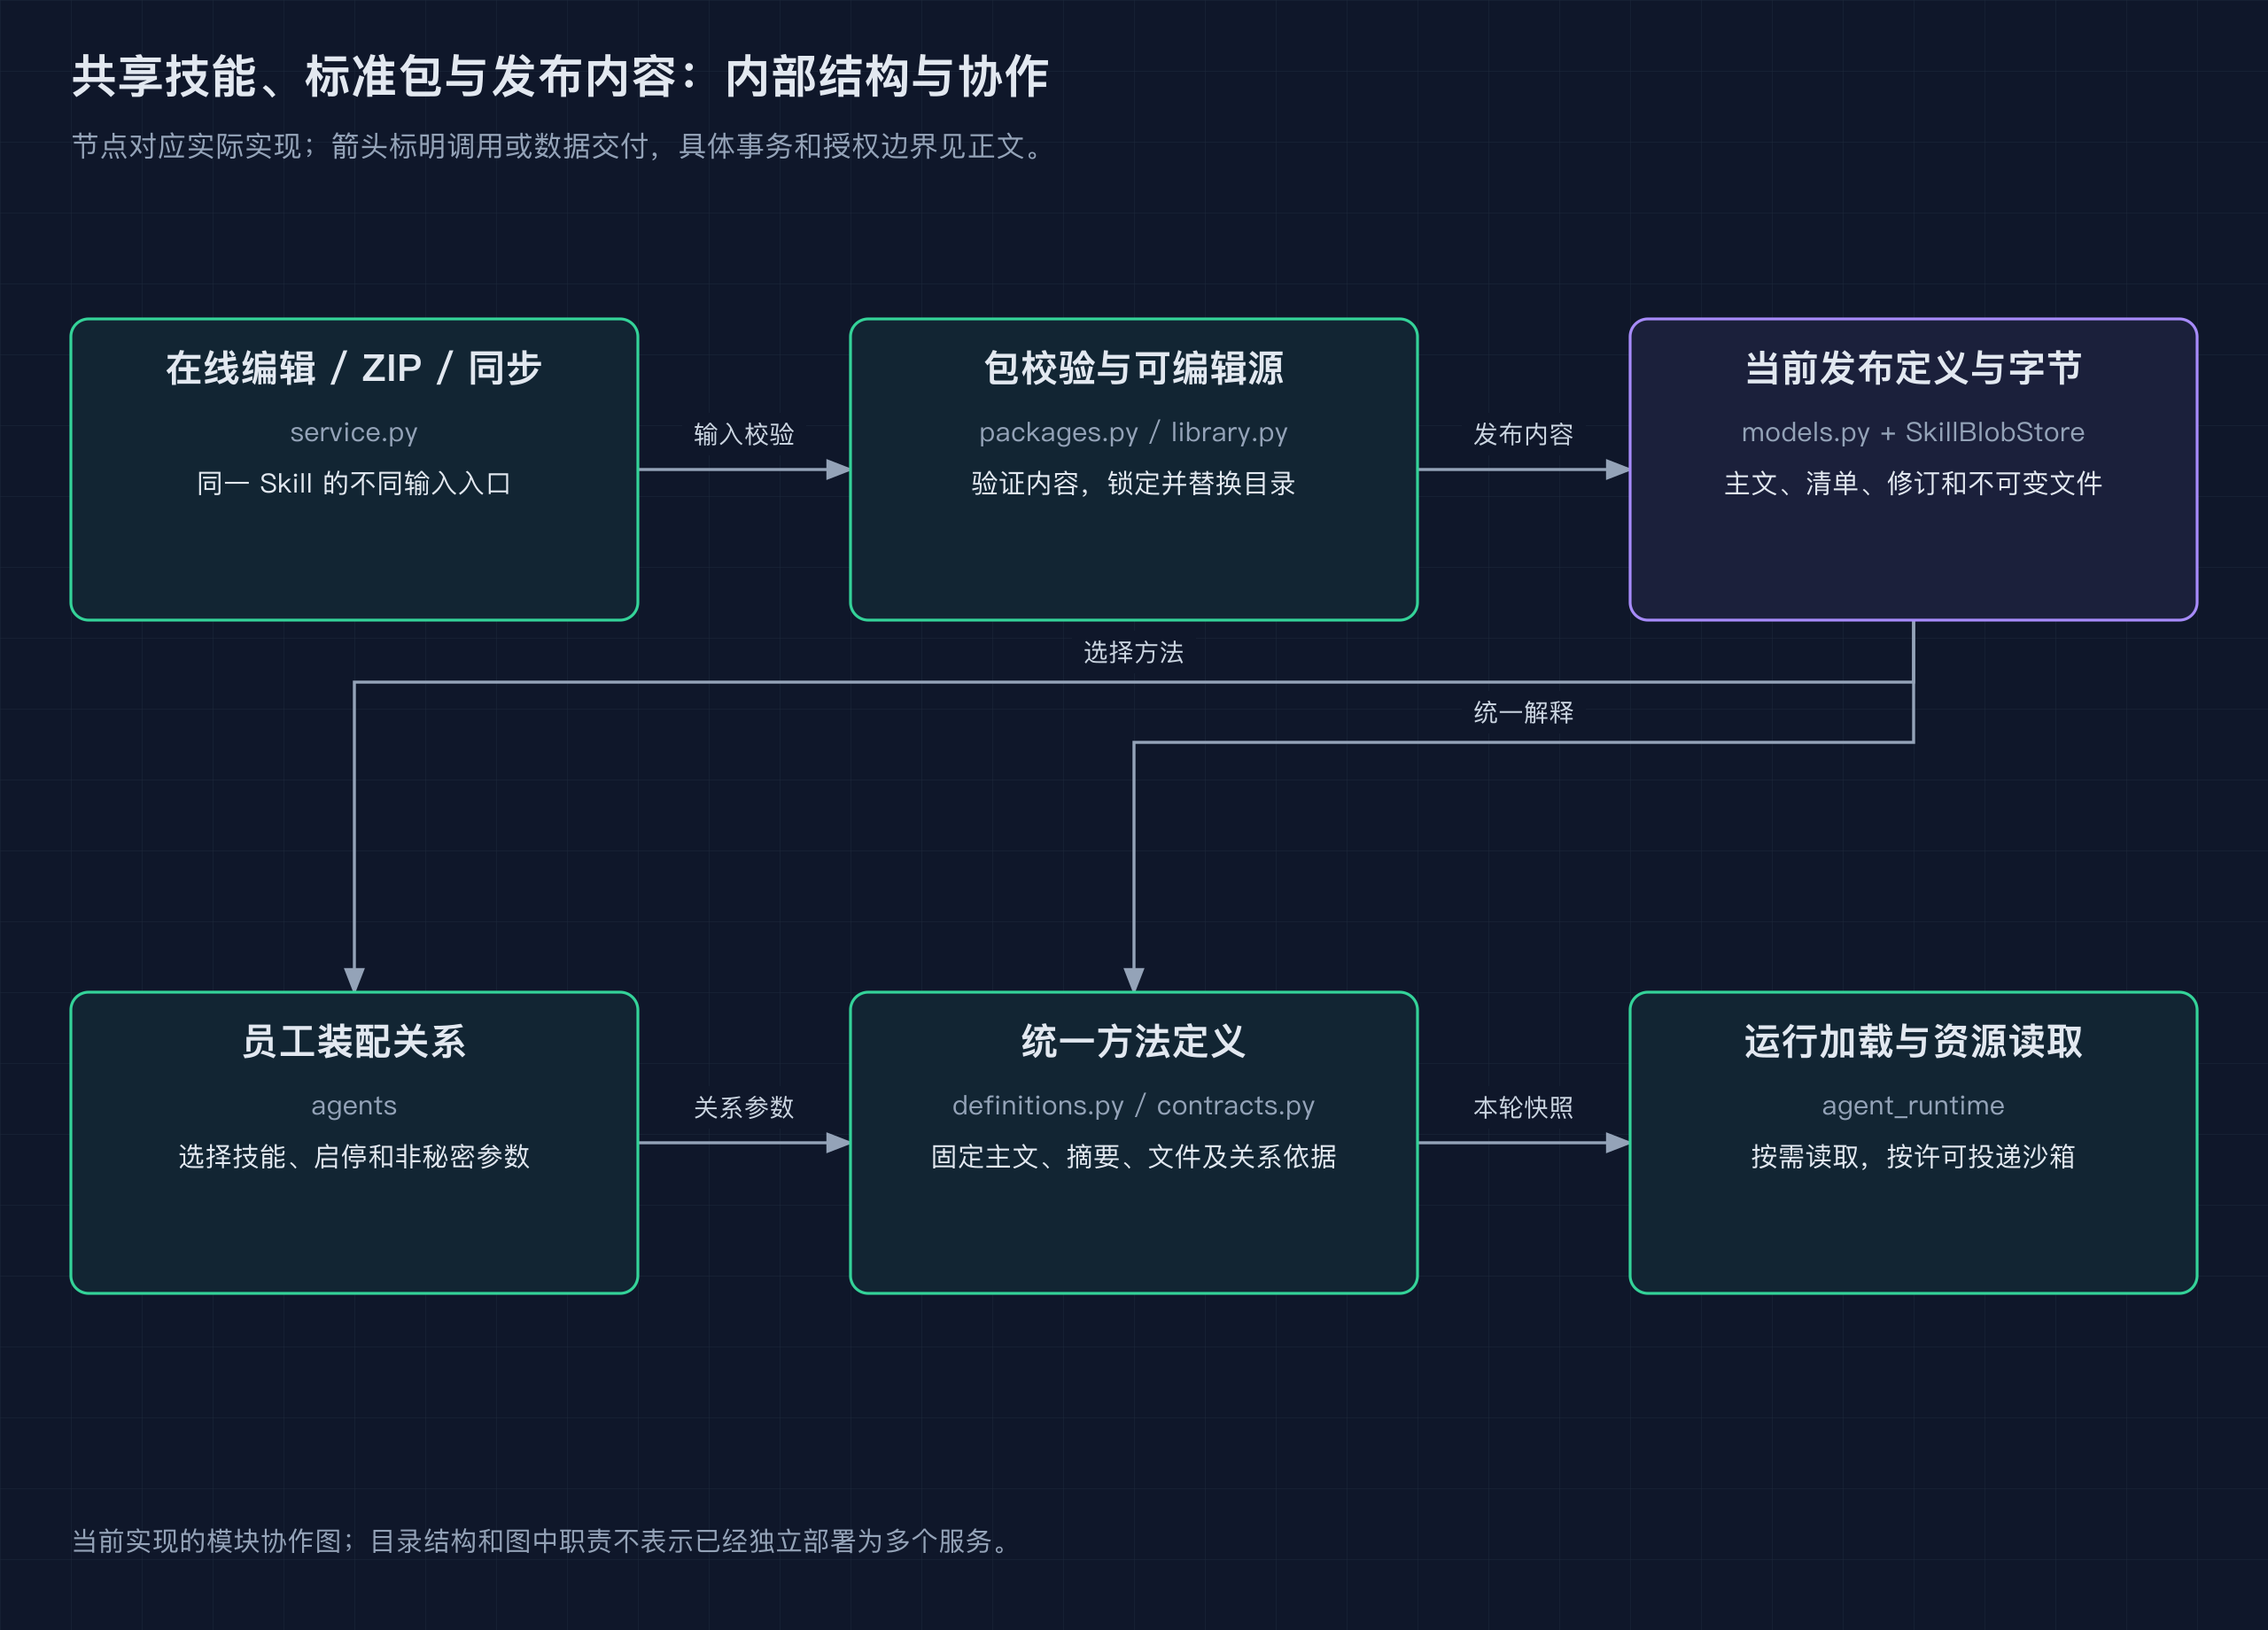 共享技能、标准包与发布内容：内部结构与协作
节点对应实际实现；箭头标明调用或数据交付，具体事务和授权边界见正文。
在线编辑 / ZIP / 同步
service.py
同一 Skill 的不同输入入口
输入校验
包校验与可编辑源
packages.py / library.py
验证内容，锁定并替换目录
发布内容
当前发布定义与字节
models.py + SkillBlobStore
主文、清单、修订和不可变文件
选择方法
统一解释
员工装配关系
agents
选择技能、启停和非秘密参数
关系参数
统一方法定义
definitions.py / contracts.py
固定主文、摘要、文件及关系依据
本轮快照
运行加载与资源读取
agent_runtime
按需读取，按许可投递沙箱
当前实现的模块协作图；目录结构和图中职责不表示已经独立部署为多个服务。